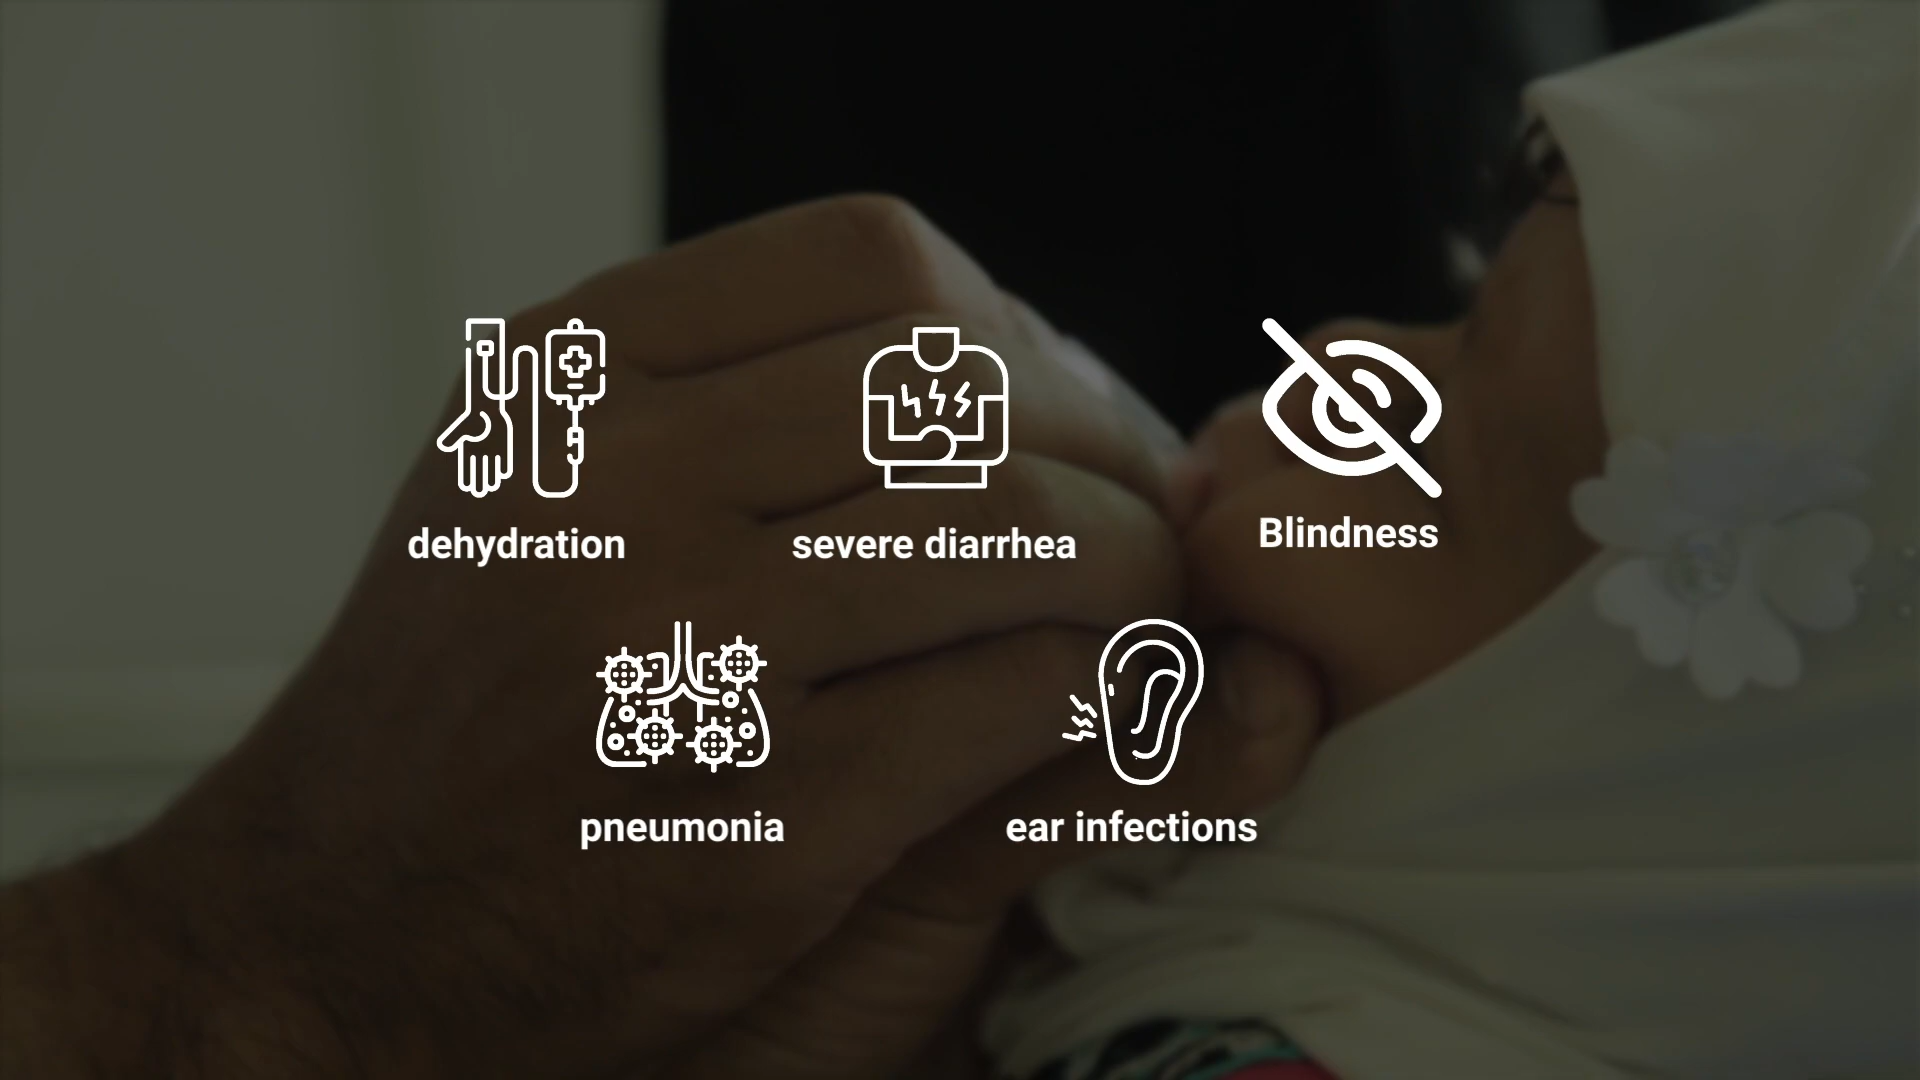 dehydration
severe diarrhea
Blindness
pneumonia
ear infections